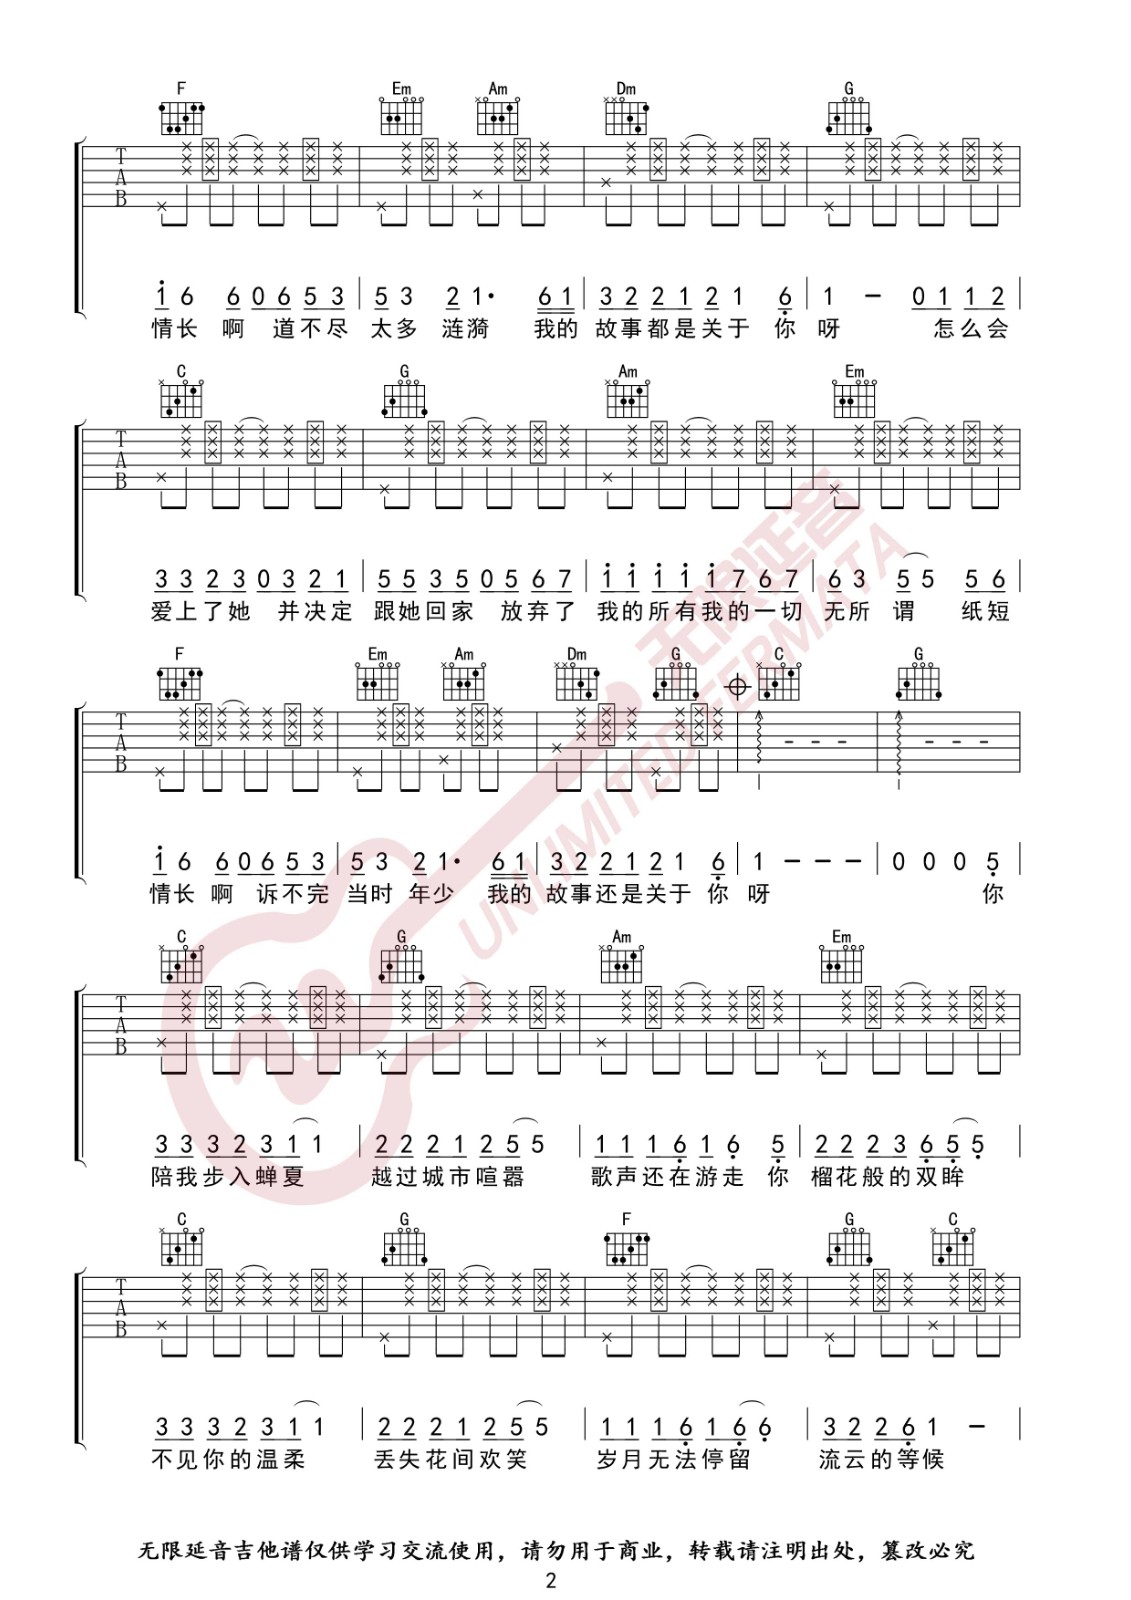 F Em Am Dm G
T
A
B
1 6 6 0 6 5 3 5 3 2 1· 6 1 3 2 2 1 2 1 6 1 – 0 1 1 2
情长 啊 道不尽 太多 涟漪 我的 故事都是关于 你 呀 怎么会
C G Am Em
T
A
B
3 3 2 3 0 3 2 1 5 5 3 5 0 5 6 7 1 1 1 1 1 7 6 7 6 3 5 5 5 6
爱上了她 并决定 跟她回家 放弃了 我的所有我的一切 无所 谓 纸短
F Em Am Dm G C G
T
A
B
1 6 6 0 6 5 3 5 3 2 1· 6 1 3 2 2 1 2 1 6 1 – – – 0 0 0 5
情长 啊 诉不完 当时 年少 我的 故事还是关于 你 呀 你
C G Am Em
T
A
B
3 3 3 2 3 1 1 2 2 2 1 2 5 5 1 1 1 6 1 6 5 2 2 2 3 6 5 5
陪我步入蝉夏 越过城市喧嚣 歌声还在游走 你 榴花般的双眸
C G F G C
T
A
B
3 3 3 2 3 1 1 2 2 2 1 2 5 5 1 1 1 6 1 6 6 3 2 2 6 1 –
不见你的温柔 丢失花间欢笑 岁月无法停留 流云的等候
无限延音
UNLIMITED FERMATA
无限延音吉他谱仅供学习交流使用，请勿用于商业，转载请注明出处，篡改必究
2